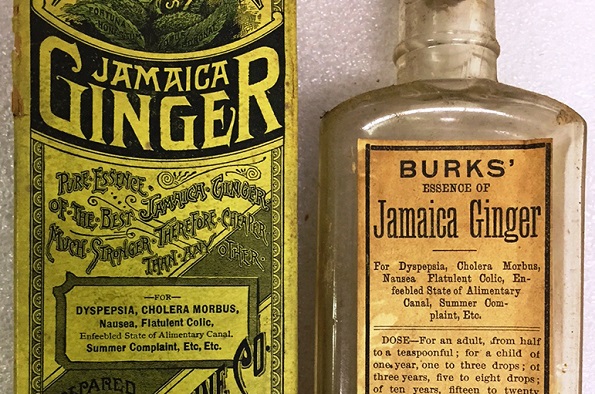 JAMAICA
GINGER
PURE ESSENCE
OF THE BEST JAMAICA GINGER
MUCH STRONGER THEREFORE CHEAPER
THAN ANY OTHER.
—FOR—
DYSPEPSIA, CHOLERA MORBUS,
Nausea, Flatulent Colic,
Enfeebled State of Alimentary Canal,
Summer Complaint, Etc, Etc.
PREPARED
CO.
BURKS'
ESSENCE OF
Jamaica Ginger
For Dyspepsia, Cholera Morbus,
Nausea Flatulent Colic, En-
feebled State of Alimentary
Canal, Summer Com-
plaint, Etc.
DOSE—For an adult, from half
to a teaspoonful; for a child of
one year, one to three drops; of
three years, five to eight drops;
of ten years, fifteen to twenty